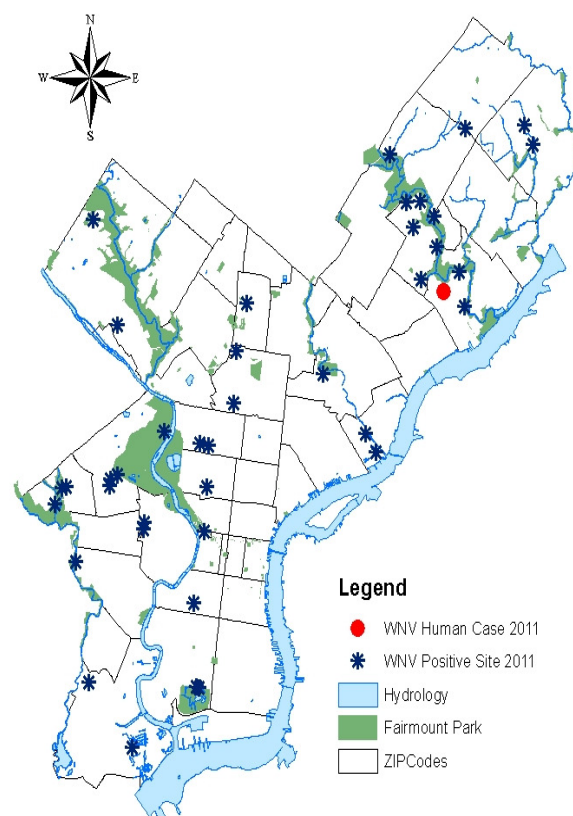 N
W E
S
Legend
WNV Human Case 2011
WNV Positive Site 2011
Hydrology
Fairmount Park
ZIPCodes